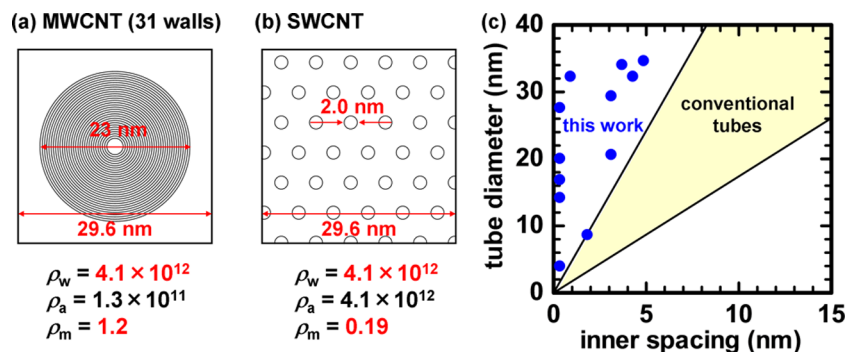 (a) MWCNT (31 walls)
23 nm
29.6 nm
ρw = 4.1 × 10¹²
ρa = 1.3 × 10¹¹
ρm = 1.2
(b) SWCNT
2.0 nm
29.6 nm
ρw = 4.1 × 10¹²
ρa = 4.1 × 10¹²
ρm = 0.19
(c)
tube diameter (nm)
40
30
20
10
0
this work
conventional
tubes
0
5
10
15
inner spacing (nm)